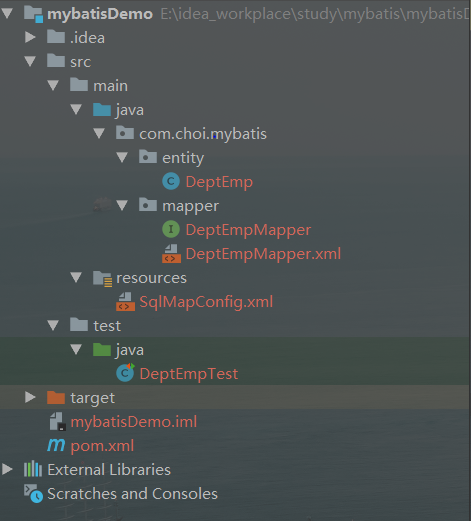 mybatisDemo E:\idea_workplace\study\mybatis\mybatisD
.idea
src
main
java
com.choi.mybatis
entity
C DeptEmp
mapper
I DeptEmpMapper
DeptEmpMapper.xml
resources
SqlMapConfig.xml
test
java
C DeptEmpTest
target
mybatisDemo.iml
m pom.xml
External Libraries
Scratches and Consoles